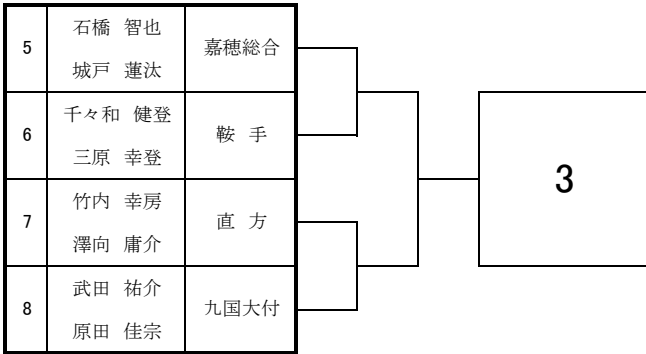 5
石橋 智也
城戸 蓮汰
嘉穂総合
6
千々和 健登
三原 幸登
鞍 手
7
竹内 幸房
澤向 庸介
直 方
8
武田 祐介
原田 佳宗
九国大付
3